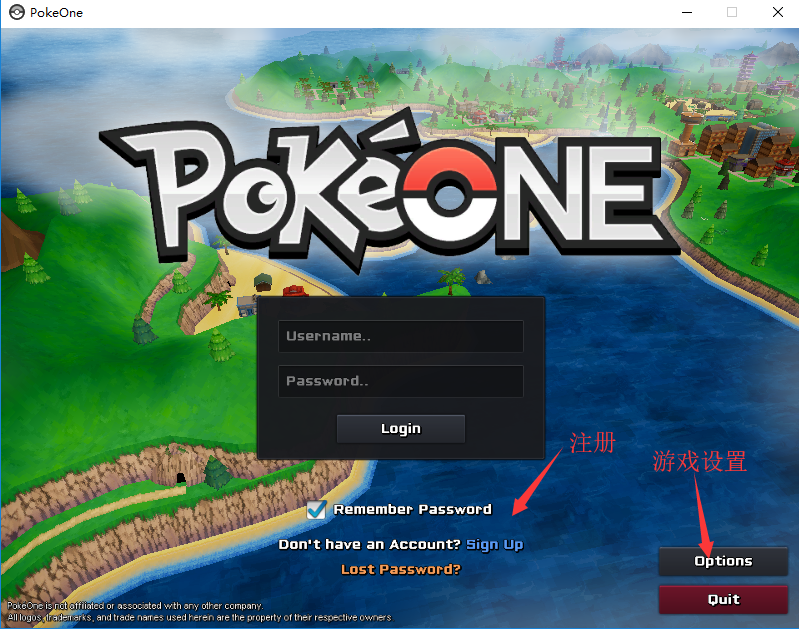 PokeOne
POKéONE
Username..
Password..
Login
注册
游戏设置
Remember Password
Don't have an Account? Sign Up
Lost Password?
Options
Quit
PokeOne is not affiliated or associated with any other company.
All logos, trademarks, and trade names used herein are the property of their respective owners.